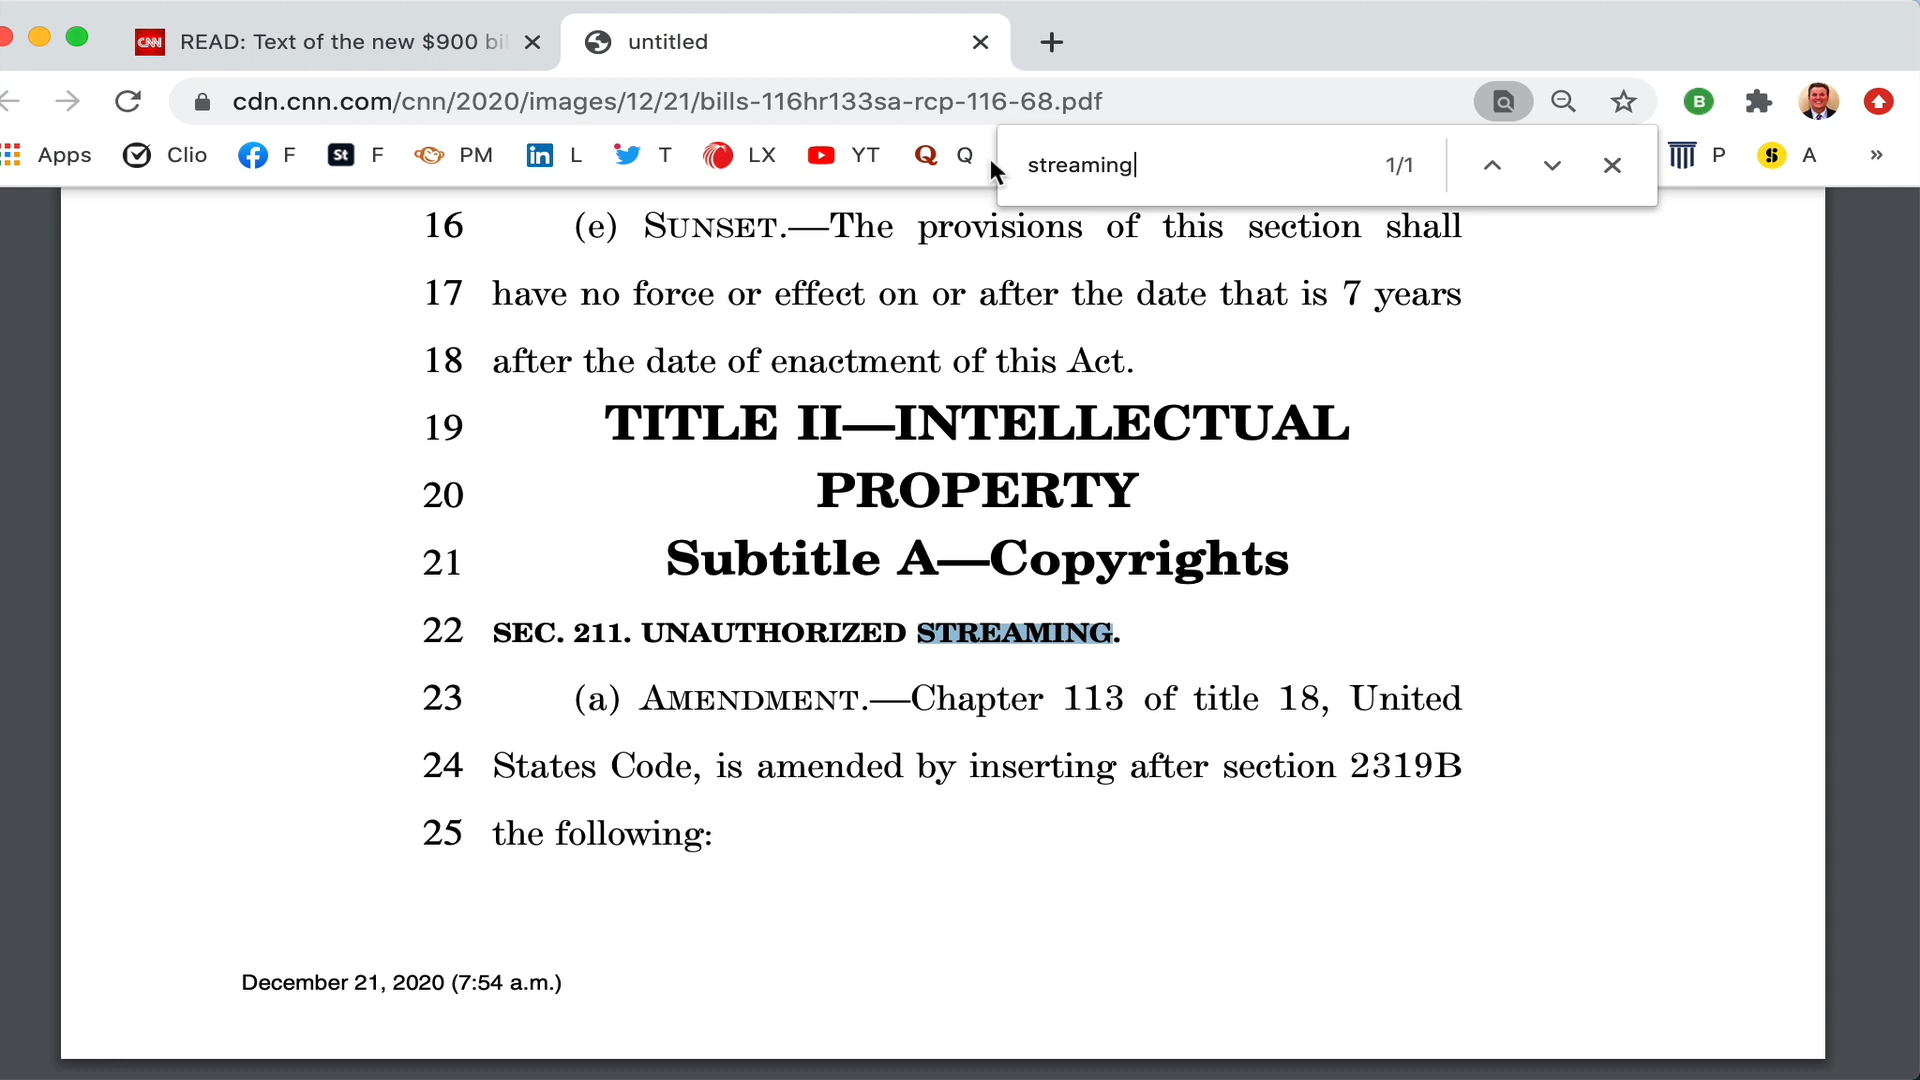 CNN READ: Text of the new $900 bil
untitled
cdn.cnn.com/cnn/2020/images/12/21/bills-116hr133sa-rcp-116-68.pdf
B
Apps Clio F St F PM in L T LX YT Q Q P $ A »
streaming 1/1
16 (e) SUNSET.—The provisions of this section shall
17 have no force or effect on or after the date that is 7 years
18 after the date of enactment of this Act.
19 TITLE II—INTELLECTUAL
20 PROPERTY
21 Subtitle A—Copyrights
22 SEC. 211. UNAUTHORIZED STREAMING.
23 (a) AMENDMENT.—Chapter 113 of title 18, United
24 States Code, is amended by inserting after section 2319B
25 the following:
December 21, 2020 (7:54 a.m.)